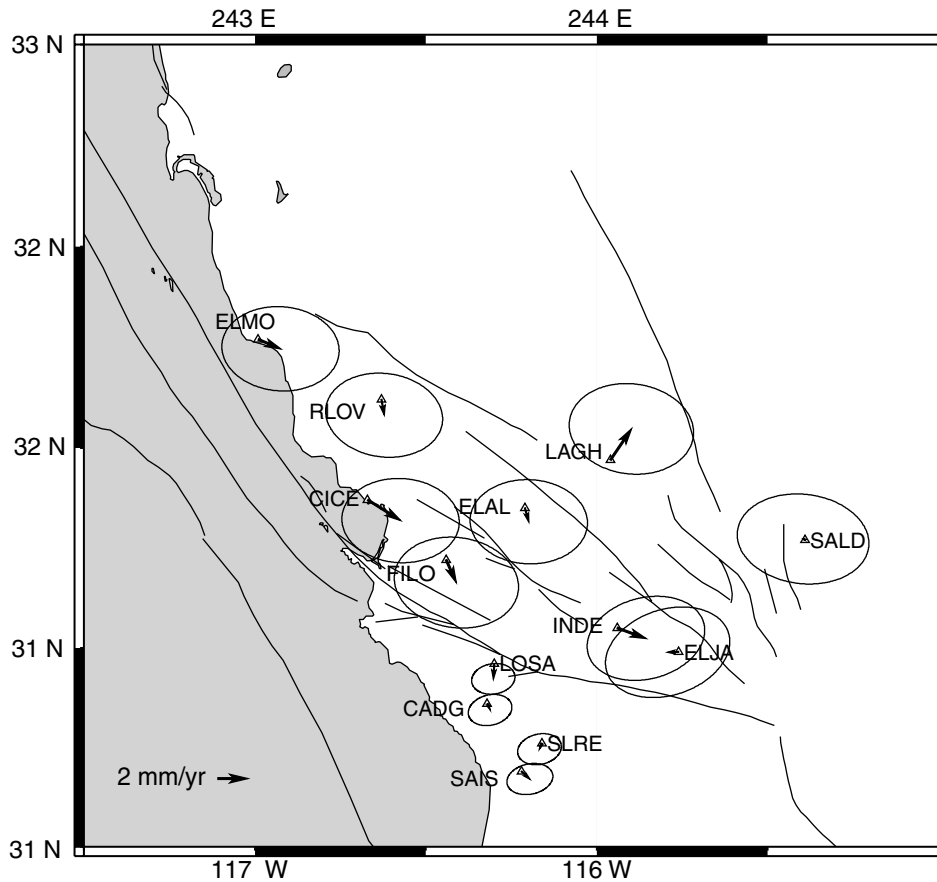 243 E
244 E
33 N
32 N
ELMO
RLOV
32 N
LAGH
CICE
ELAL
SALD
FILO
INDE
31 N
ELJA
LOSA
CADG
SLRE
2 mm/yr
SAIS
31 N
117 W
116 W